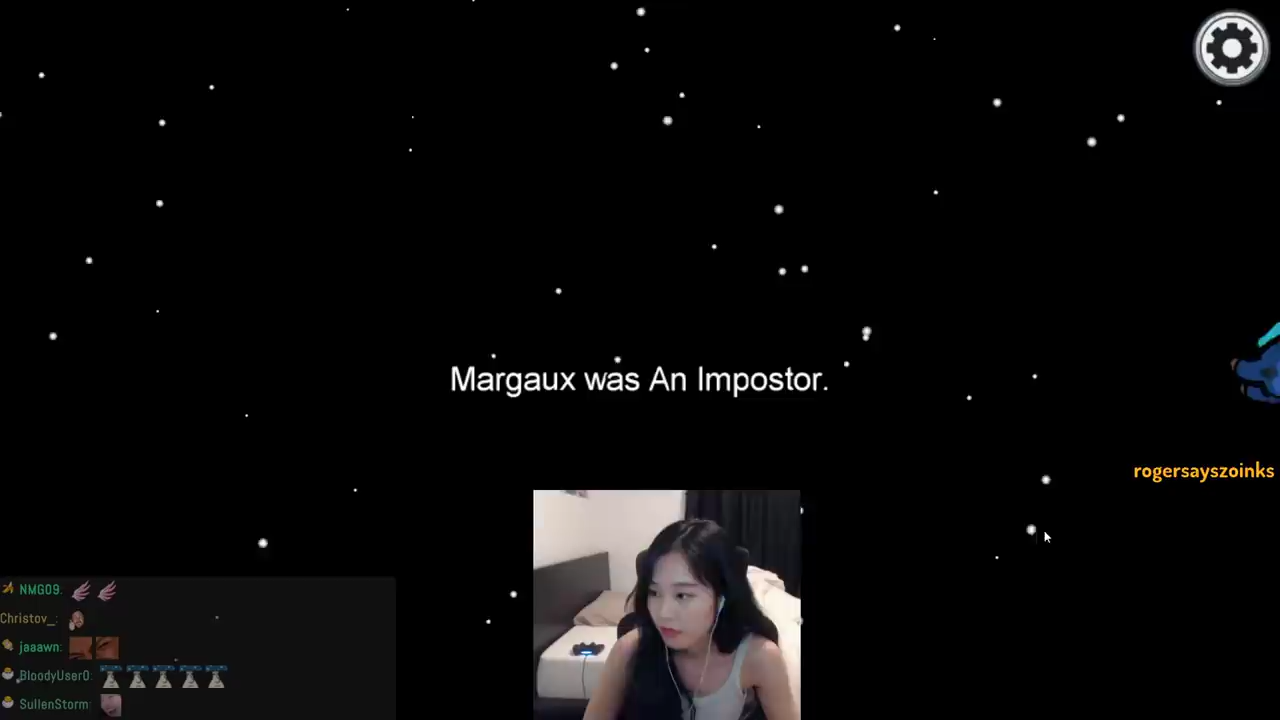 Margaux was An Impostor.
rogersayszoinks
NMG09:
Christov_:
jaaawn:
BloodyUser0:
SullenStorm: